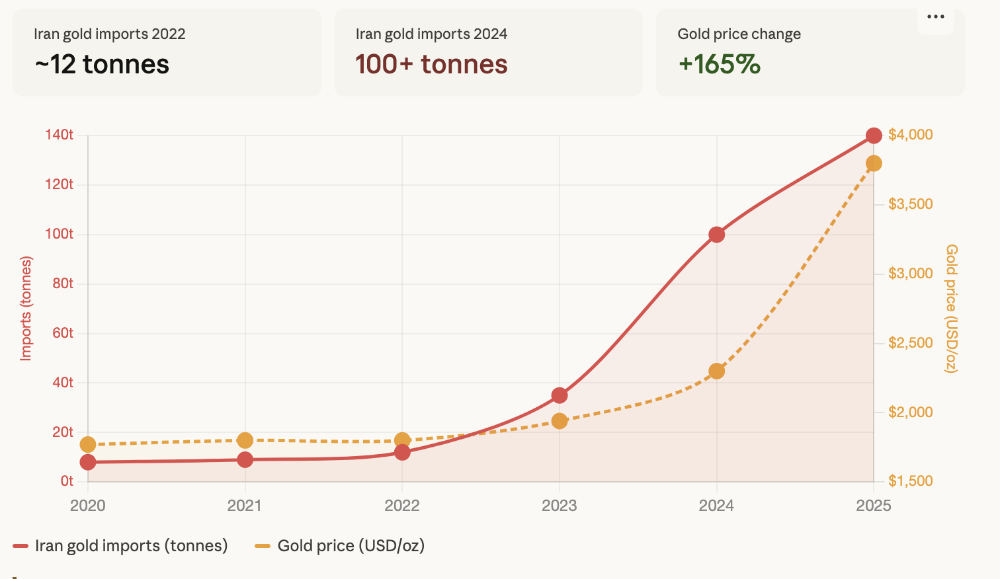 Iran gold imports 2022
~12 tonnes
Iran gold imports 2024
100+ tonnes
Gold price change
+165%
140t
120t
100t
80t
60t
40t
20t
0t
Imports (tonnes)
$4,000
$3,500
$3,000
$2,500
$2,000
$1,500
Gold price (USD/oz)
2020
2021
2022
2023
2024
2025
Iran gold imports (tonnes)
Gold price (USD/oz)